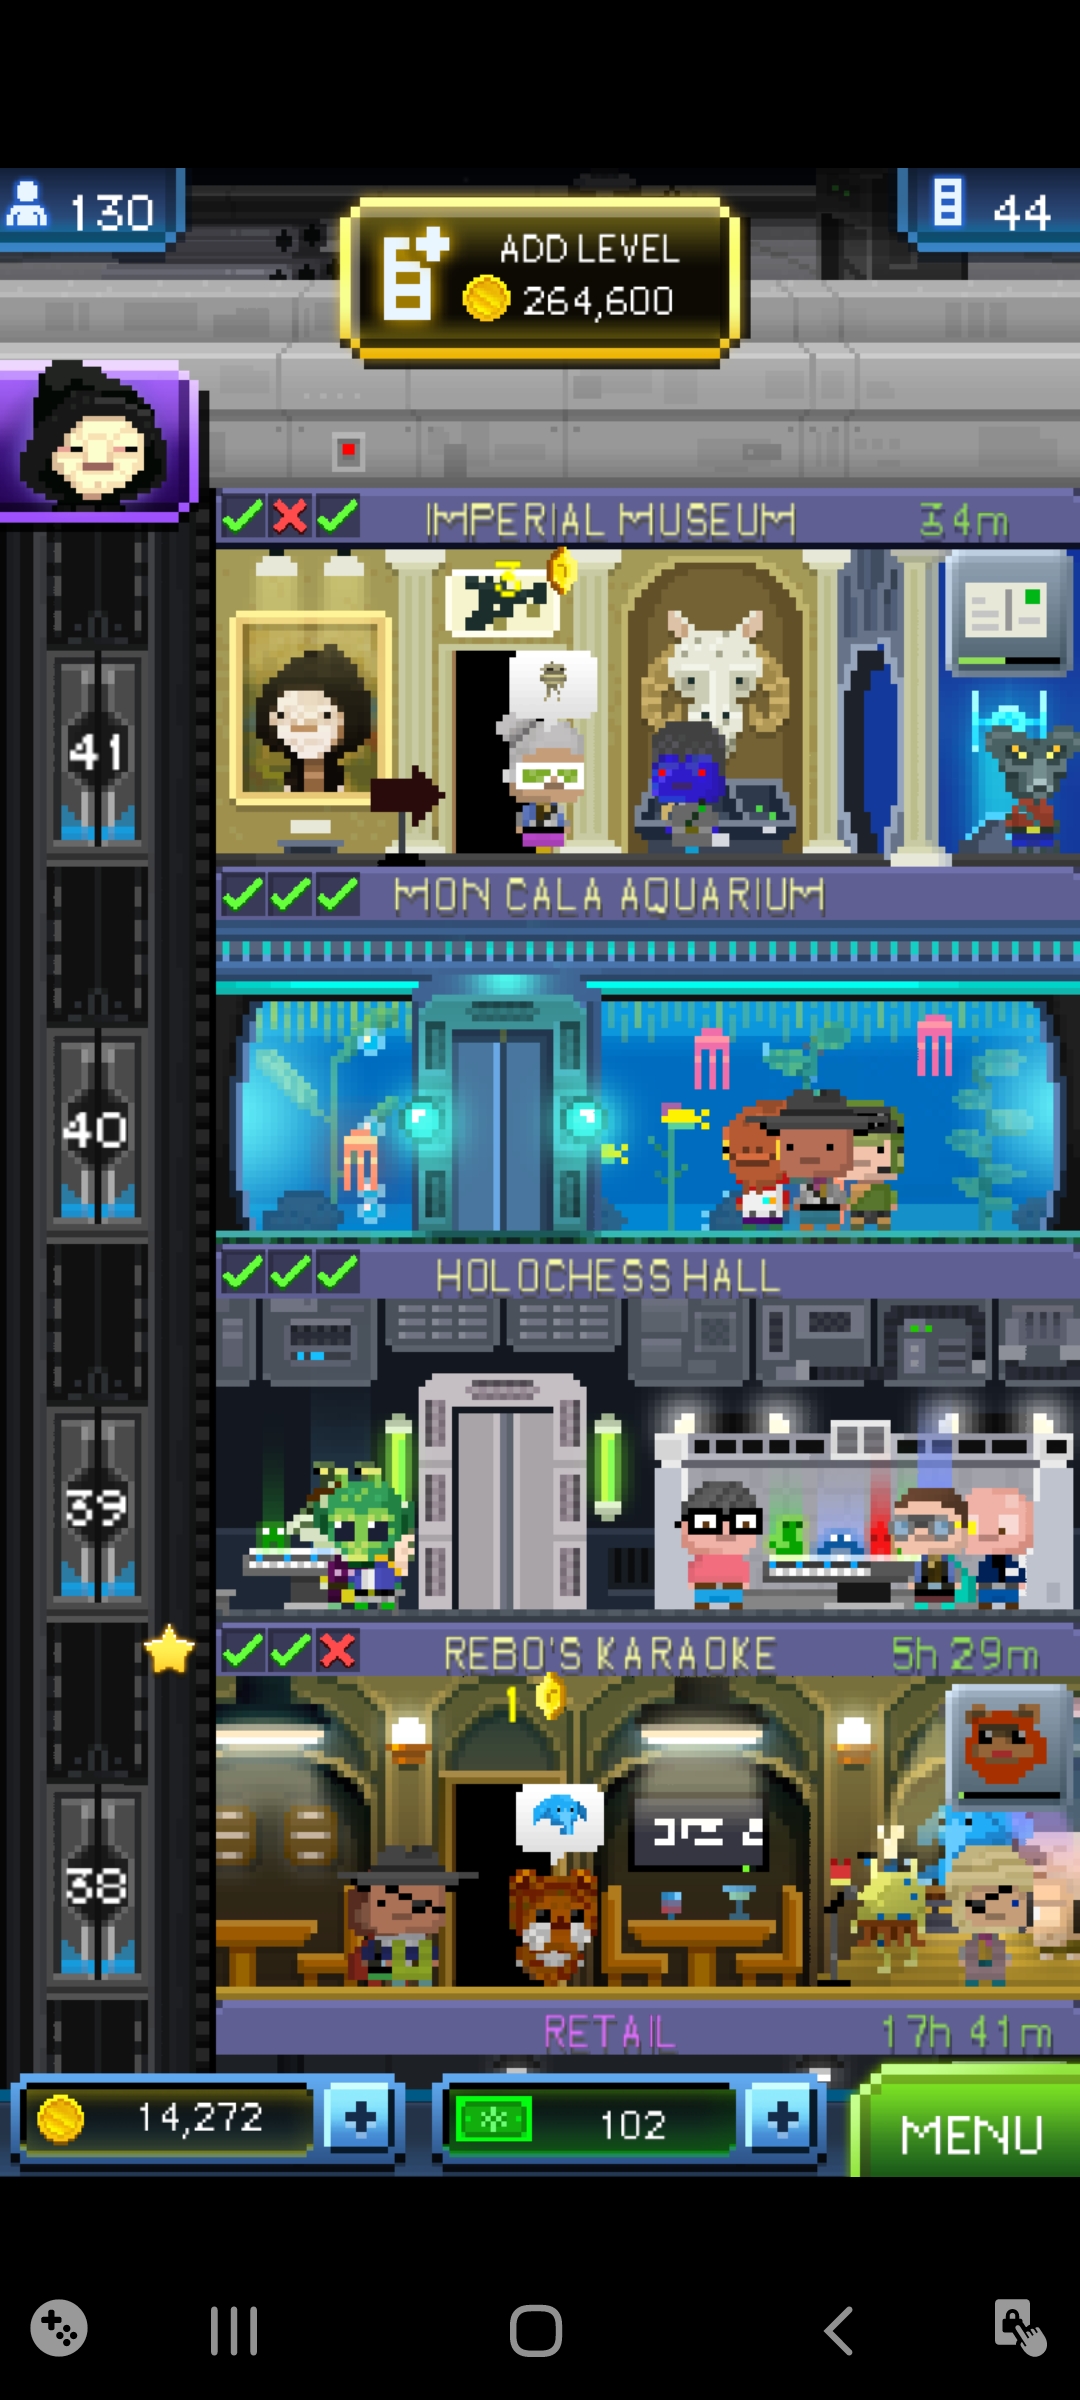 130
44
ADD LEVEL
264,600
IMPERIAL MUSEUM
34m
41
MON CALA AQUARIUM
40
HOLOCHESS HALL
39
REBO'S KARAOKE 5h 29m
1
38
RETAIL 17h 41m
14,272
102
MENU